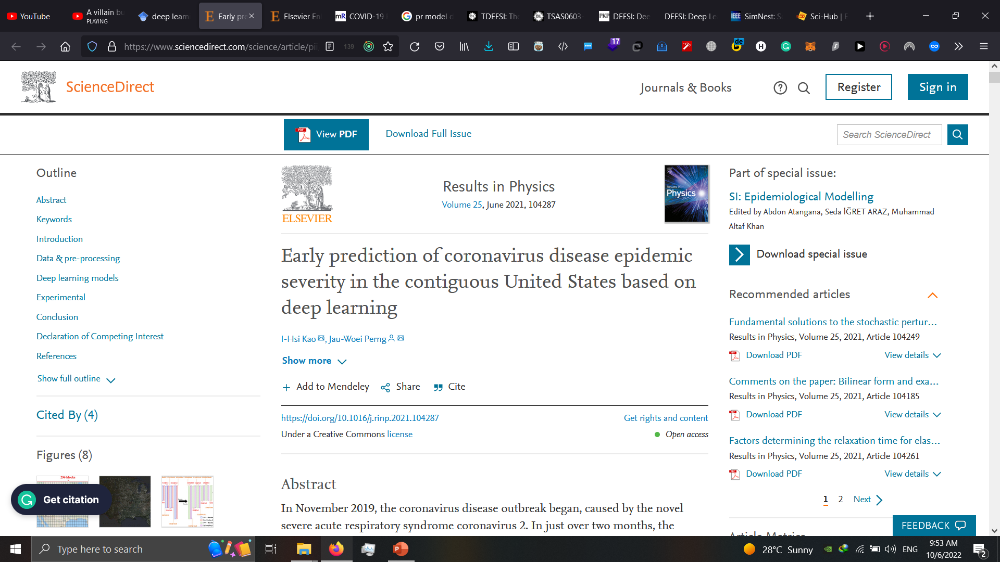 YouTube
A villain bu
PLAYING
deep learn
Early pre
Elsevier En
mR COVID-19
pr model d
TDEFSI: The
TSAS0603-
PKP DEFSI: Dee
DEFSI: Deep Le
IEEE SimNest: S
Sci-Hub | E
https://www.sciencedirect.com/science/article/pii
139
17
de
ScienceDirect
Journals & Books
Register
Sign in
View PDF
Download Full Issue
Search ScienceDirect
Outline
Abstract
Keywords
Introduction
Data & pre-processing
Deep learning models
Experimental
Conclusion
Declaration of Competing Interest
References
Show full outline
Cited By (4)
Figures (8)
256 blocks
Get citation
ELSEVIER
Results in Physics
Volume 25, June 2021, 104287
Results in
Physics
Early prediction of coronavirus disease epidemic
severity in the contiguous United States based on
deep learning
I-Hsi Kao, Jau-Woei Perng
Show more
Add to Mendeley
Share
Cite
https://doi.org/10.1016/j.rinp.2021.104287
Get rights and content
Under a Creative Commons license
Open access
Abstract
In November 2019, the coronavirus disease outbreak began, caused by the novel
severe acute respiratory syndrome coronavirus 2. In just over two months, the
Part of special issue:
SI: Epidemiological Modelling
Edited by Abdon Atangana, Seda İĞRET ARAZ, Muhammad
Altaf Khan
Download special issue
Recommended articles
Fundamental solutions to the stochastic pertur...
Results in Physics, Volume 25, 2021, Article 104249
Download PDF
View details
Comments on the paper: Bilinear form and exa...
Results in Physics, Volume 25, 2021, Article 104185
Download PDF
View details
Factors determining the relaxation time for elas...
Results in Physics, Volume 25, 2021, Article 104261
Download PDF
View details
1 2 Next
Article Metrics
FEEDBACK
Type here to search
28°C Sunny
ENG
9:53 AM
10/6/2022
2